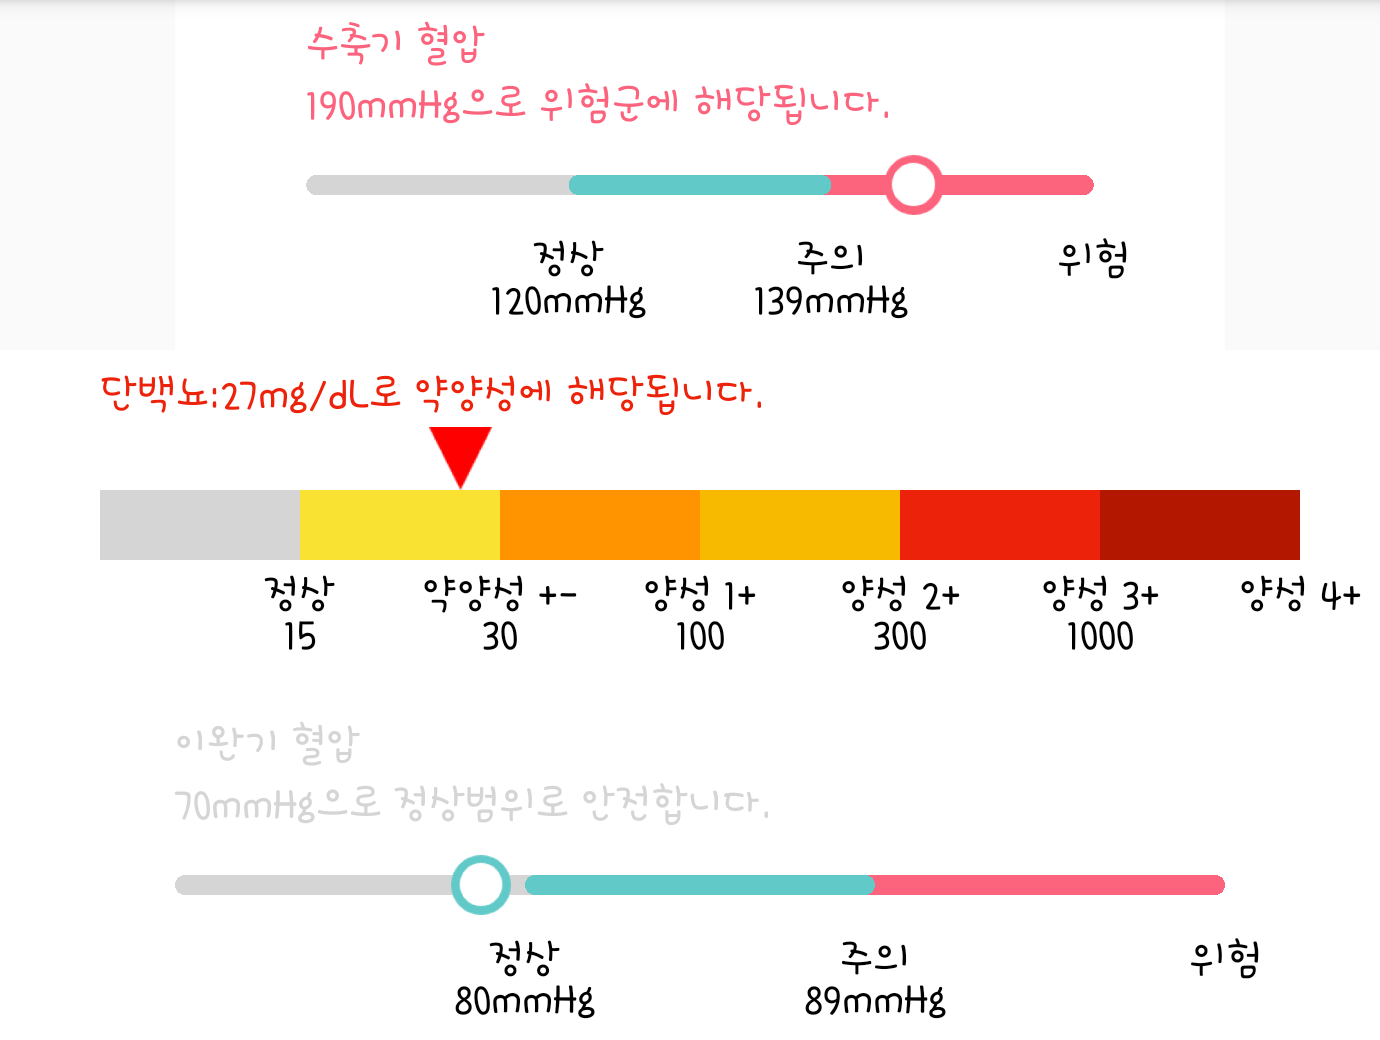 수축기 혈압
190mmHg으로 위험군에 해당됩니다.
정상 주의 위험
120mmHg 139mmHg
단백뇨:27mg/dL로 약양성에 해당됩니다.
정상 약양성 +- 양성 1+ 양성 2+ 양성 3+ 양성 4+
15 30 100 300 1000
이완기 혈압
70mmHg으로 정상범위로 안전합니다.
정상 주의 위험
80mmHg 89mmHg